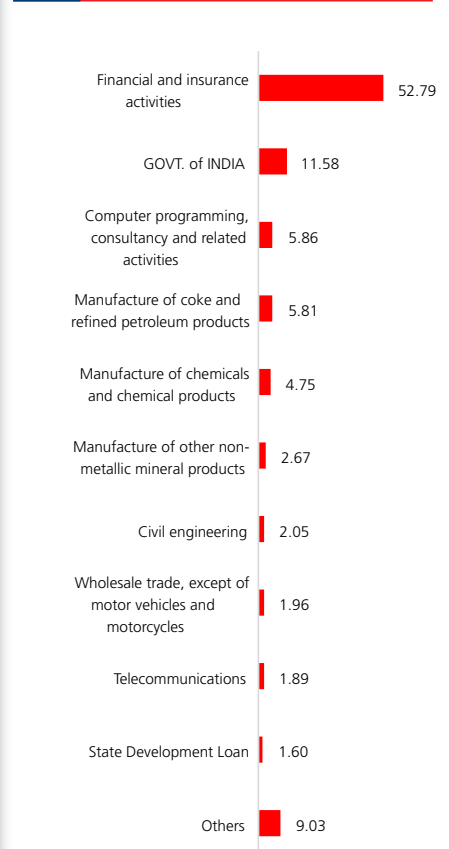 Financial and insurance
activities
52.79
GOVT. of INDIA
11.58
Computer programming,
consultancy and related
activities
5.86
Manufacture of coke and
refined petroleum products
5.81
Manufacture of chemicals
and chemical products
4.75
Manufacture of other non-
metallic mineral products
2.67
Civil engineering
2.05
Wholesale trade, except of
motor vehicles and
motorcycles
1.96
Telecommunications
1.89
State Development Loan
1.60
Others
9.03